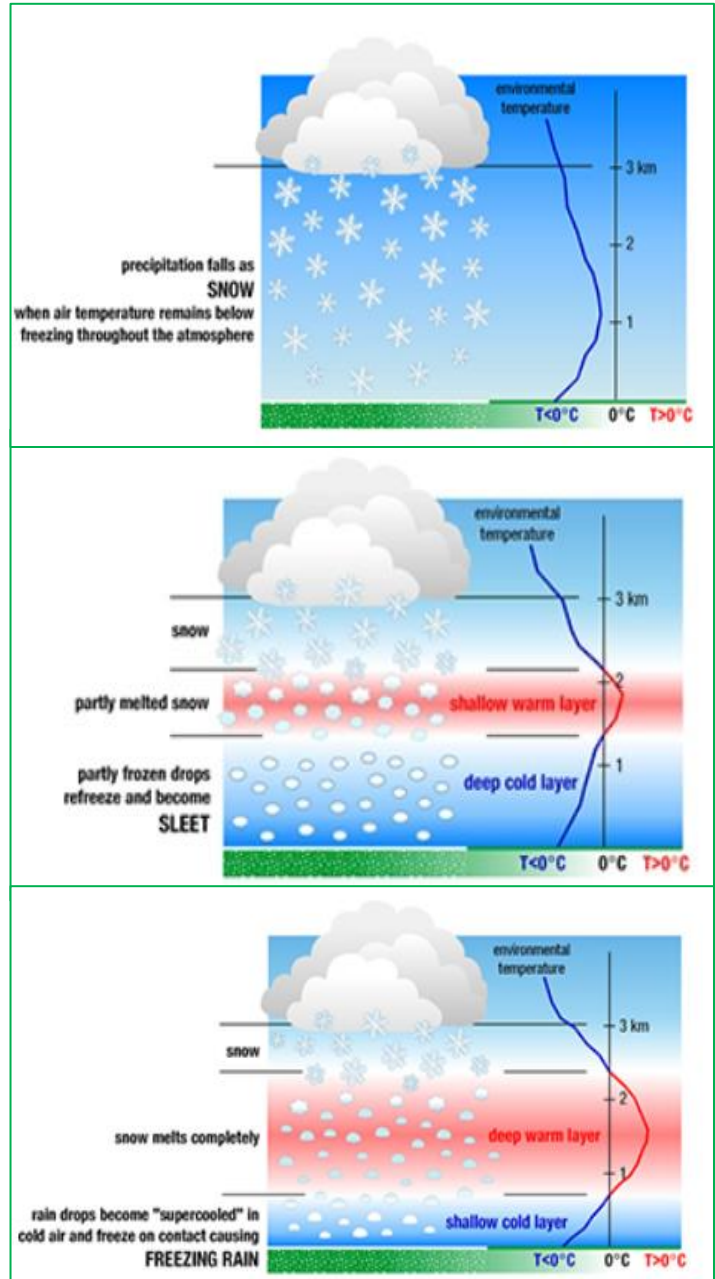 environmental
temperature
3 km
2
1
precipitation falls as
SNOW
when air temperature remains below
freezing throughout the atmosphere
T<0°C 0°C T>0°C
environmental
temperature
3 km
snow
2
partly melted snow
shallow warm layer
1
partly frozen drops
refreeze and become
SLEET
deep cold layer
T<0°C 0°C T>0°C
environmental
temperature
3 km
snow
2
snow melts completely
deep warm layer
1
rain drops become "supercooled" in
cold air and freeze on contact causing
FREEZING RAIN
shallow cold layer
T<0°C 0°C T>0°C